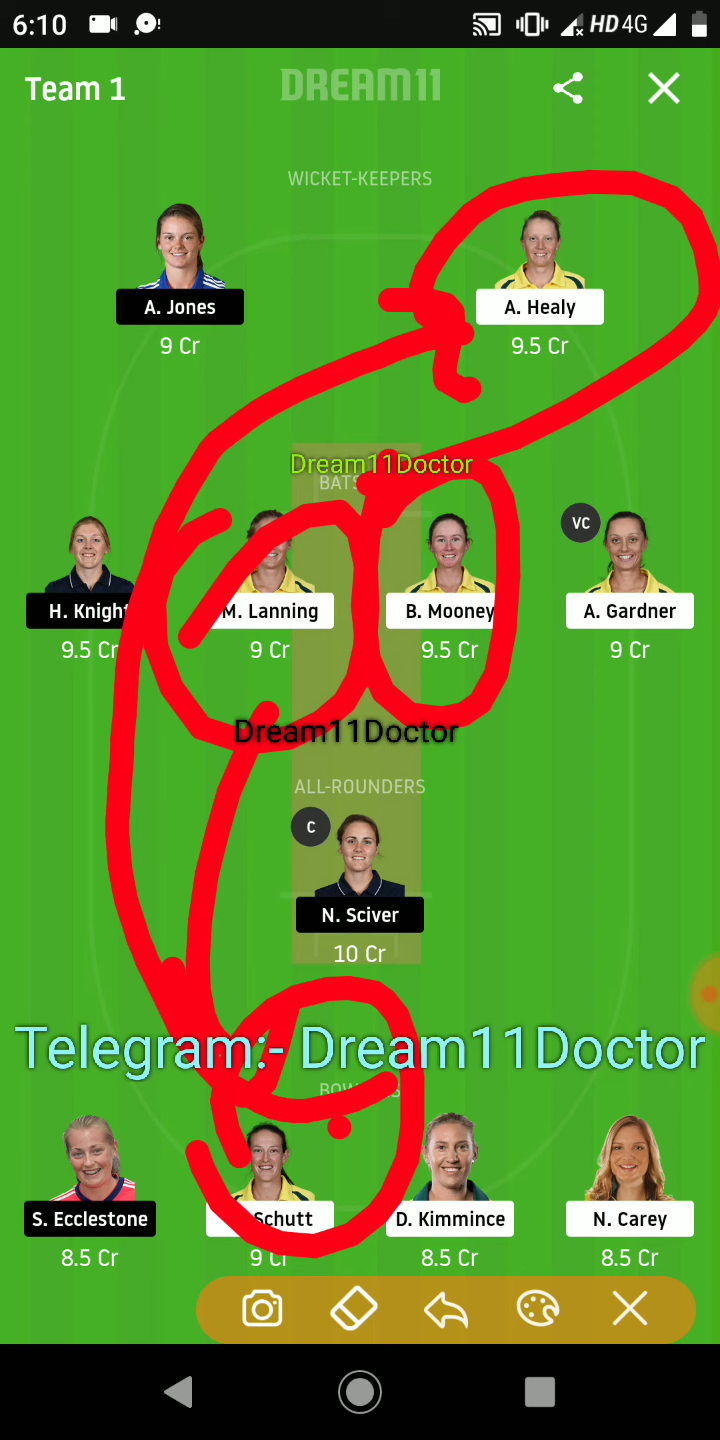 6:10 HD 4G
Team 1 DREAM11
WICKET-KEEPERS
A. Jones A. Healy
9 Cr 9.5 Cr
Dream11Doctor
BATS
VC
H. Knight M. Lanning B. Mooney A. Gardner
9.5 Cr 9 Cr 9.5 Cr 9 Cr
Dream11Doctor
ALL-ROUNDERS
C
N. Sciver
10 Cr
Telegram:- Dream11Doctor
S. Ecclestone Schutt D. Kimmince N. Carey
8.5 Cr 9 Cr 8.5 Cr 8.5 Cr